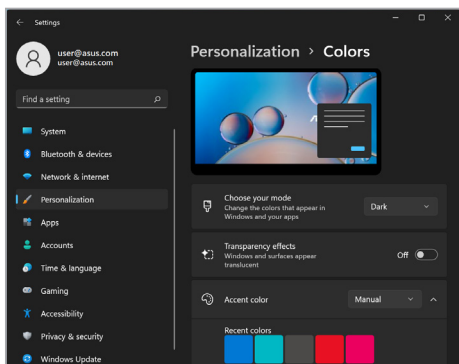 Settings
user@asus.com
user@asus.com
Find a setting
System
Bluetooth & devices
Network & internet
Personalization
Apps
Accounts
Time & language
Gaming
Accessibility
Privacy & security
Windows Update
Personalization > Colors
Choose your mode
Change the colors that appear in
Windows and your apps
Dark
Transparency effects
Windows and surfaces appear
translucent
Off
Accent color
Manual
Recent colors